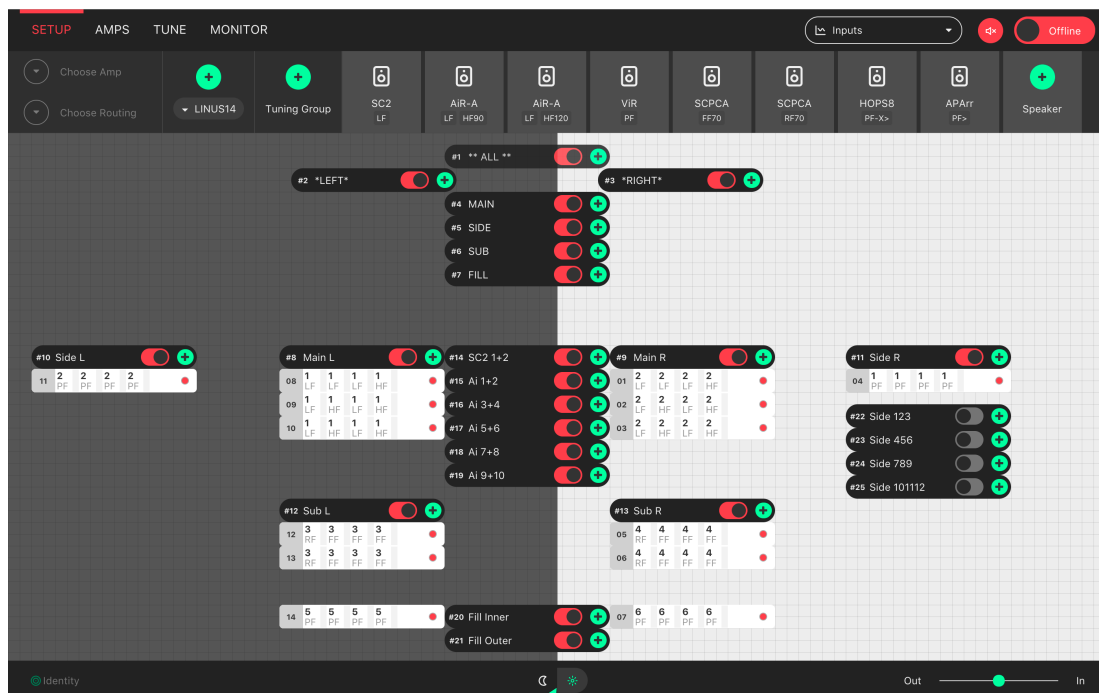 SETUP AMPS TUNE MONITOR Inputs Offline
Choose Amp
Choose Routing
LINUS14
Tuning Group
SC2
LF
AiR-A
LF HF90
AiR-A
LF HF120
ViR
PF
SCPCA
FF70
SCPCA
RF70
HOPS8
PF-X>
APArr
PF>
Speaker
#1 ** ALL **
#2 *LEFT*
#3 *RIGHT*
#4 MAIN
#5 SIDE
#6 SUB
#7 FILL
#10 Side L
11 2 2 2 2
PF PF PF PF
#8 Main L
08 1 1 1 1
LF LF LF HF
09 1 1 1 1
LF HF LF HF
10 1 1 1 1
LF HF LF HF
#14 SC2 1+2
#15 Ai 1+2
#16 Ai 3+4
#17 Ai 5+6
#18 Ai 7+8
#19 Ai 9+10
#9 Main R
01 2 2 2 2
LF LF LF HF
02 2 2 2 2
LF HF LF HF
03 2 2 2 2
LF HF LF HF
#11 Side R
04 1 1 1 1
PF PF PF PF
#22 Side 123
#23 Side 456
#24 Side 789
#25 Side 101112
#12 Sub L
12 3 3 3 3
RF FF FF FF
13 3 3 3 3
RF FF FF FF
#13 Sub R
05 4 4 4 4
RF FF FF FF
06 4 4 4 4
RF FF FF FF
14 5 5 5 5
PF PF PF PF
#20 Fill Inner
#21 Fill Outer
07 6 6 6 6
PF PF PF PF
Identity
Out In